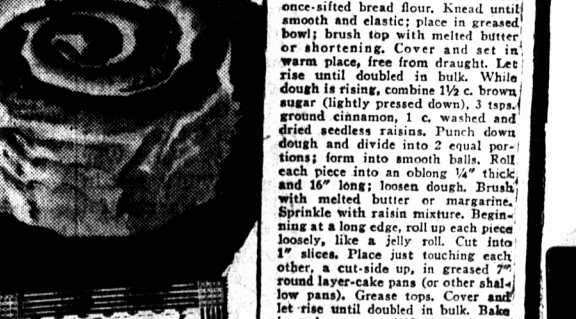 once-sifted bread flour. Knead until
smooth and elastic; place in greased
bowl; brush top with melted butter
or shortening. Cover and set in
warm place, free from draught. Let
rise until doubled in bulk. While
dough is rising, combine 1½ c. brown
sugar (lightly pressed down), 3 tsps.
ground cinnamon, 1 c. washed and
dried seedless raisins. Punch down
dough and divide into 2 equal por-
tions; form into smooth balls. Roll
each piece into an oblong ¼" thick
and 16" long; loosen dough. Brush
with melted butter or margarine.
Sprinkle with raisin mixture. Begin-
ning at a long edge, roll up each piece
loosely, like a jelly roll. Cut into
1" slices. Place just touching each
other, a cut-side up, in greased 7"
round layer-cake pans (or other shal-
low pans). Grease tops. Cover and
let rise until doubled in bulk. Bake